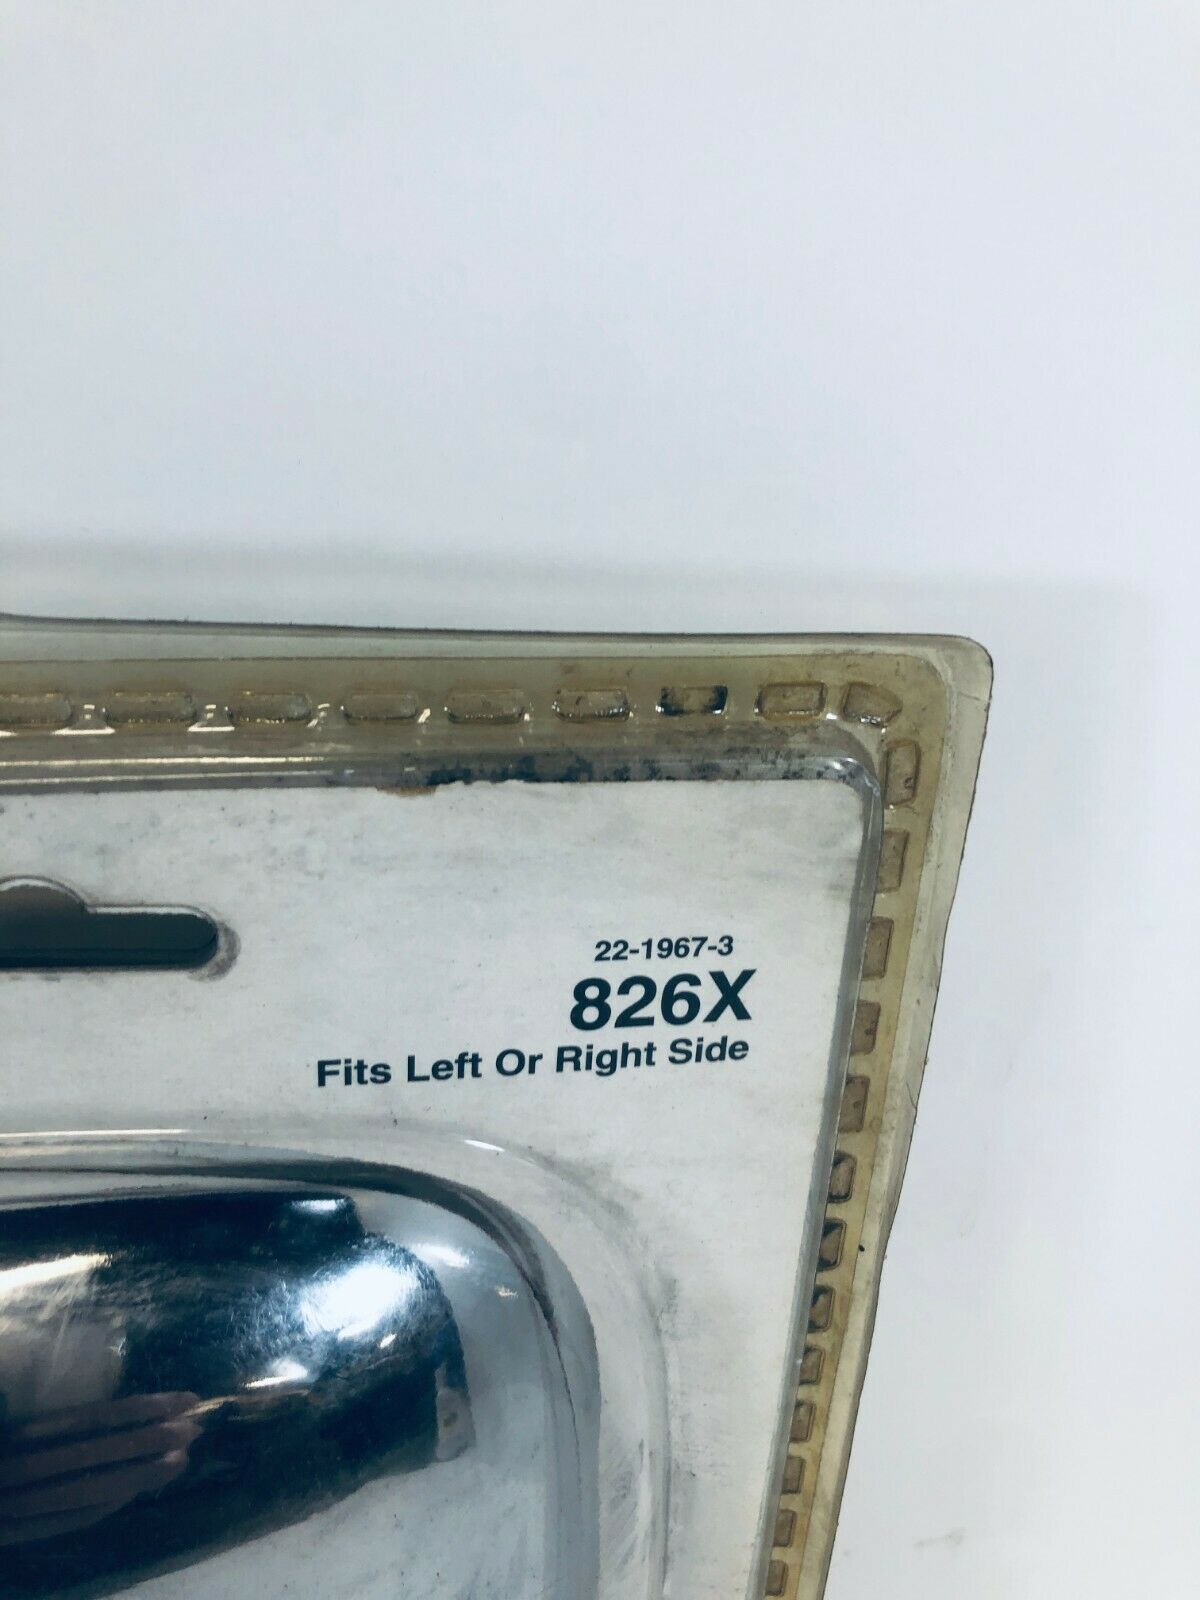 22-1967-3
826X
Fits Left Or Right Side